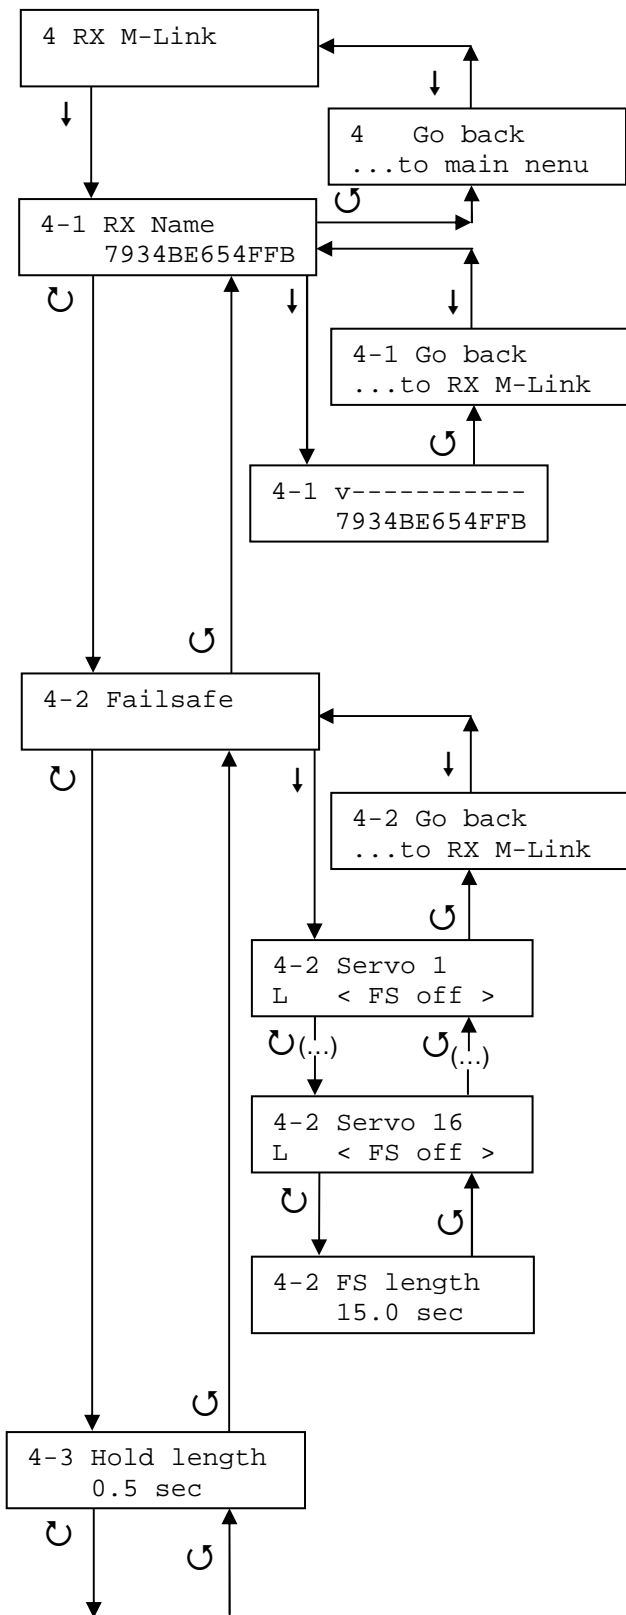 4 RX M-Link
4   Go back
...to main nenu
4-1 RX Name
7934BE654FFB
4-1 Go back
...to RX M-Link
4-1 v-----------
7934BE654FFB
4-2 Failsafe
4-2 Go back
...to RX M-Link
4-2 Servo 1
L   < FS off >
(...)
(...)
4-2 Servo 16
L   < FS off >
4-2 FS length
15.0 sec
4-3 Hold length
0.5 sec